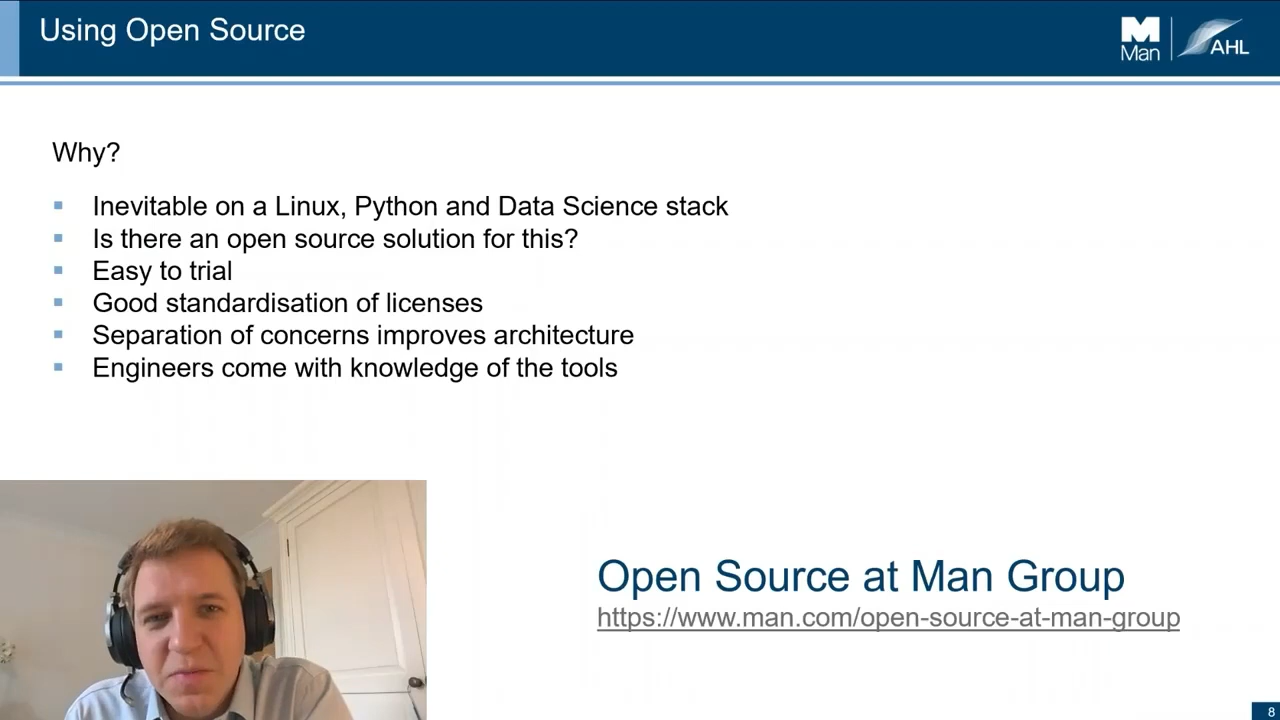 Using Open Source
Man
AHL
Why?
Inevitable on a Linux, Python and Data Science stack
Is there an open source solution for this?
Easy to trial
Good standardisation of licenses
Separation of concerns improves architecture
Engineers come with knowledge of the tools
Open Source at Man Group
https://www.man.com/open-source-at-man-group
8